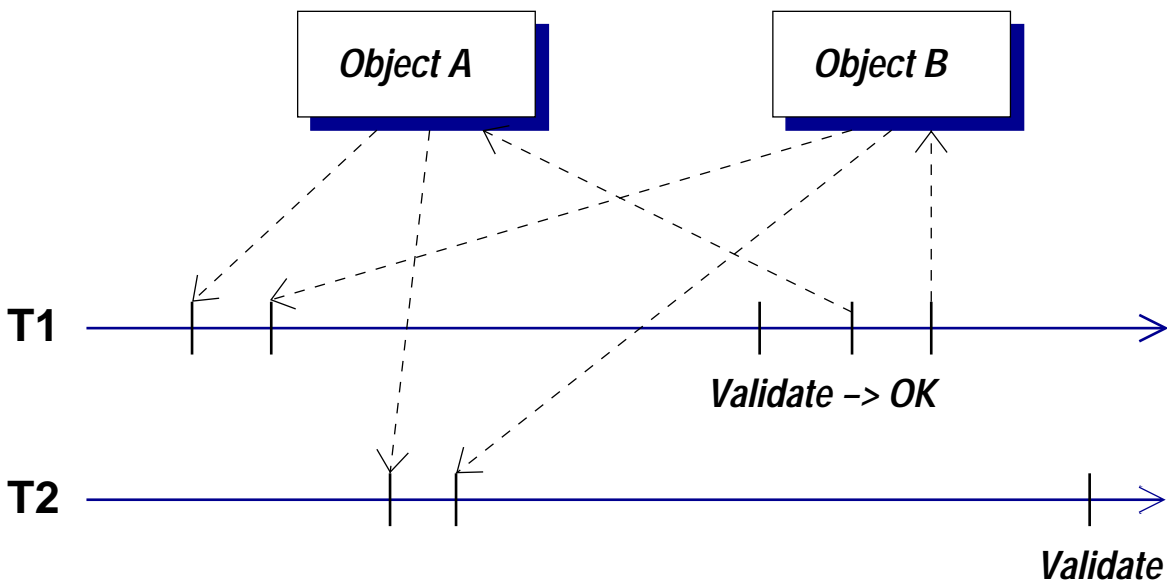 Object A
Object B
T1
Validate –> OK
T2
Validate